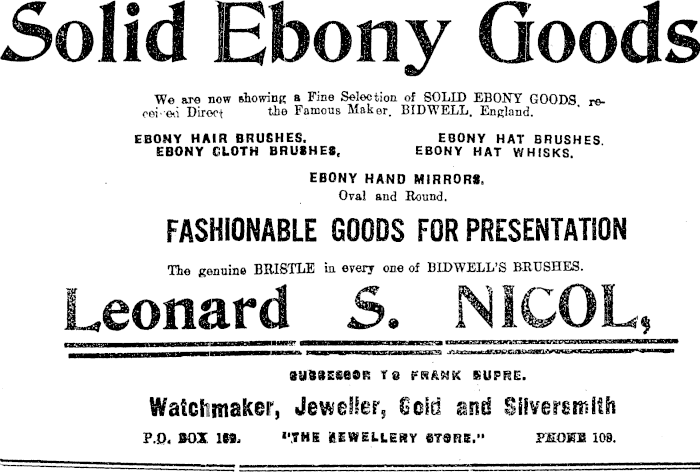 Solid Ebony Goods
We are now showing a Fine Selection of SOLID EBONY GOODS, re-
ceived Direct the Famous Maker, BIDWELL, England.
EBONY HAIR BRUSHES. EBONY HAT BRUSHES.
EBONY CLOTH BRUSHES, EBONY HAT WHISKS.
EBONY HAND MIRRORS,
Oval and Round.
FASHIONABLE GOODS FOR PRESENTATION
The genuine BRISTLE in every one of BIDWELL'S BRUSHES.
Leonard S. NICOL,
SUCCESSOR TO FRANK DUPRE.
Watchmaker, Jeweller, Gold and Silversmith
P.O. BOX 169. "THE JEWELLERY STORE." PHONE 109.